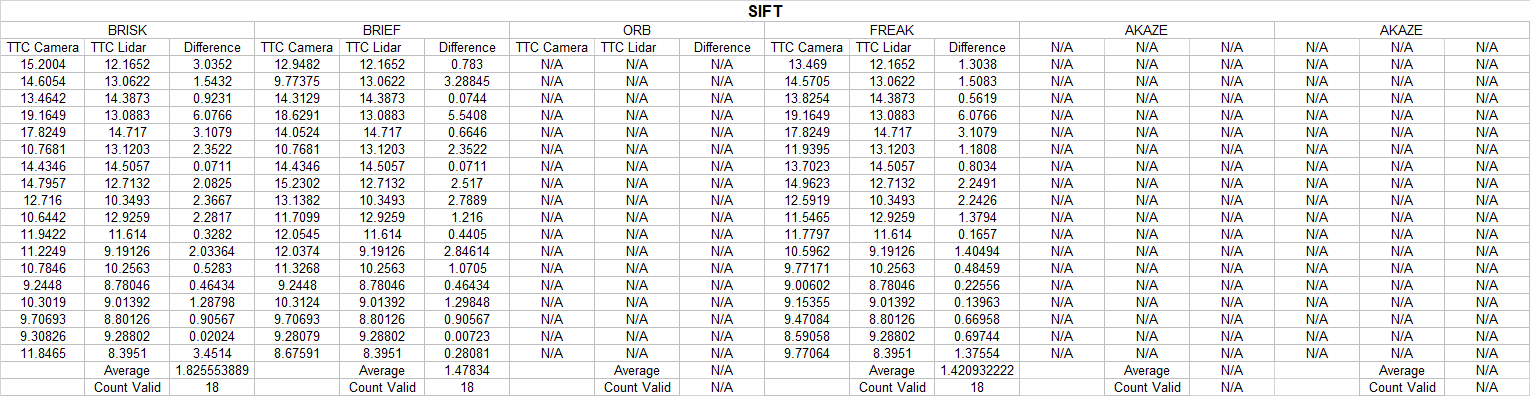 SIFT
BRISK BRIEF ORB FREAK AKAZE AKAZE
TTC Camera TTC Lidar Difference TTC Camera TTC Lidar Difference TTC Camera TTC Lidar Difference TTC Camera TTC Lidar Difference N/A N/A N/A N/A N/A N/A
15.2004 12.1652 3.0352 12.9482 12.1652 0.783 N/A N/A N/A 13.469 12.1652 1.3038 N/A N/A N/A N/A N/A N/A
14.6054 13.0622 1.5432 9.77375 13.0622 3.28845 N/A N/A N/A 14.5705 13.0622 1.5083 N/A N/A N/A N/A N/A N/A
13.4642 14.3873 0.9231 14.3129 14.3873 0.0744 N/A N/A N/A 13.8254 14.3873 0.5619 N/A N/A N/A N/A N/A N/A
19.1649 13.0883 6.0766 18.6291 13.0883 5.5408 N/A N/A N/A 19.1649 13.0883 6.0766 N/A N/A N/A N/A N/A N/A
17.8249 14.717 3.1079 14.0524 14.717 0.6646 N/A N/A N/A 17.8249 14.717 3.1079 N/A N/A N/A N/A N/A N/A
10.7681 13.1203 2.3522 10.7681 13.1203 2.3522 N/A N/A N/A 11.9395 13.1203 1.1808 N/A N/A N/A N/A N/A N/A
14.4346 14.5057 0.0711 14.4346 14.5057 0.0711 N/A N/A N/A 13.7023 14.5057 0.8034 N/A N/A N/A N/A N/A N/A
14.7957 12.7132 2.0825 15.2302 12.7132 2.517 N/A N/A N/A 14.9623 12.7132 2.2491 N/A N/A N/A N/A N/A N/A
12.716 10.3493 2.3667 13.1382 10.3493 2.7889 N/A N/A N/A 12.5919 10.3493 2.2426 N/A N/A N/A N/A N/A N/A
10.6442 12.9259 2.2817 11.7099 12.9259 1.216 N/A N/A N/A 11.5465 12.9259 1.3794 N/A N/A N/A N/A N/A N/A
11.9422 11.614 0.3282 12.0545 11.614 0.4405 N/A N/A N/A 11.7797 11.614 0.1657 N/A N/A N/A N/A N/A N/A
11.2249 9.19126 2.03364 12.0374 9.19126 2.84614 N/A N/A N/A 10.5962 9.19126 1.40494 N/A N/A N/A N/A N/A N/A
10.7846 10.2563 0.5283 11.3268 10.2563 1.0705 N/A N/A N/A 9.77171 10.2563 0.48459 N/A N/A N/A N/A N/A N/A
9.2448 8.78046 0.46434 9.2448 8.78046 0.46434 N/A N/A N/A 9.00602 8.78046 0.22556 N/A N/A N/A N/A N/A N/A
10.3019 9.01392 1.28798 10.3124 9.01392 1.29848 N/A N/A N/A 9.15355 9.01392 0.13963 N/A N/A N/A N/A N/A N/A
9.70693 8.80126 0.90567 9.70693 8.80126 0.90567 N/A N/A N/A 9.47084 8.80126 0.66958 N/A N/A N/A N/A N/A N/A
9.30826 9.28802 0.02024 9.28079 9.28802 0.00723 N/A N/A N/A 8.59058 9.28802 0.69744 N/A N/A N/A N/A N/A N/A
11.8465 8.3951 3.4514 8.67591 8.3951 0.28081 N/A N/A N/A 9.77064 8.3951 1.37554 N/A N/A N/A N/A N/A N/A
Average 1.825553889 Average 1.47834 Average N/A Average 1.420932222 Average N/A Average N/A
Count Valid 18 Count Valid 18 Count Valid N/A Count Valid 18 Count Valid N/A Count Valid N/A